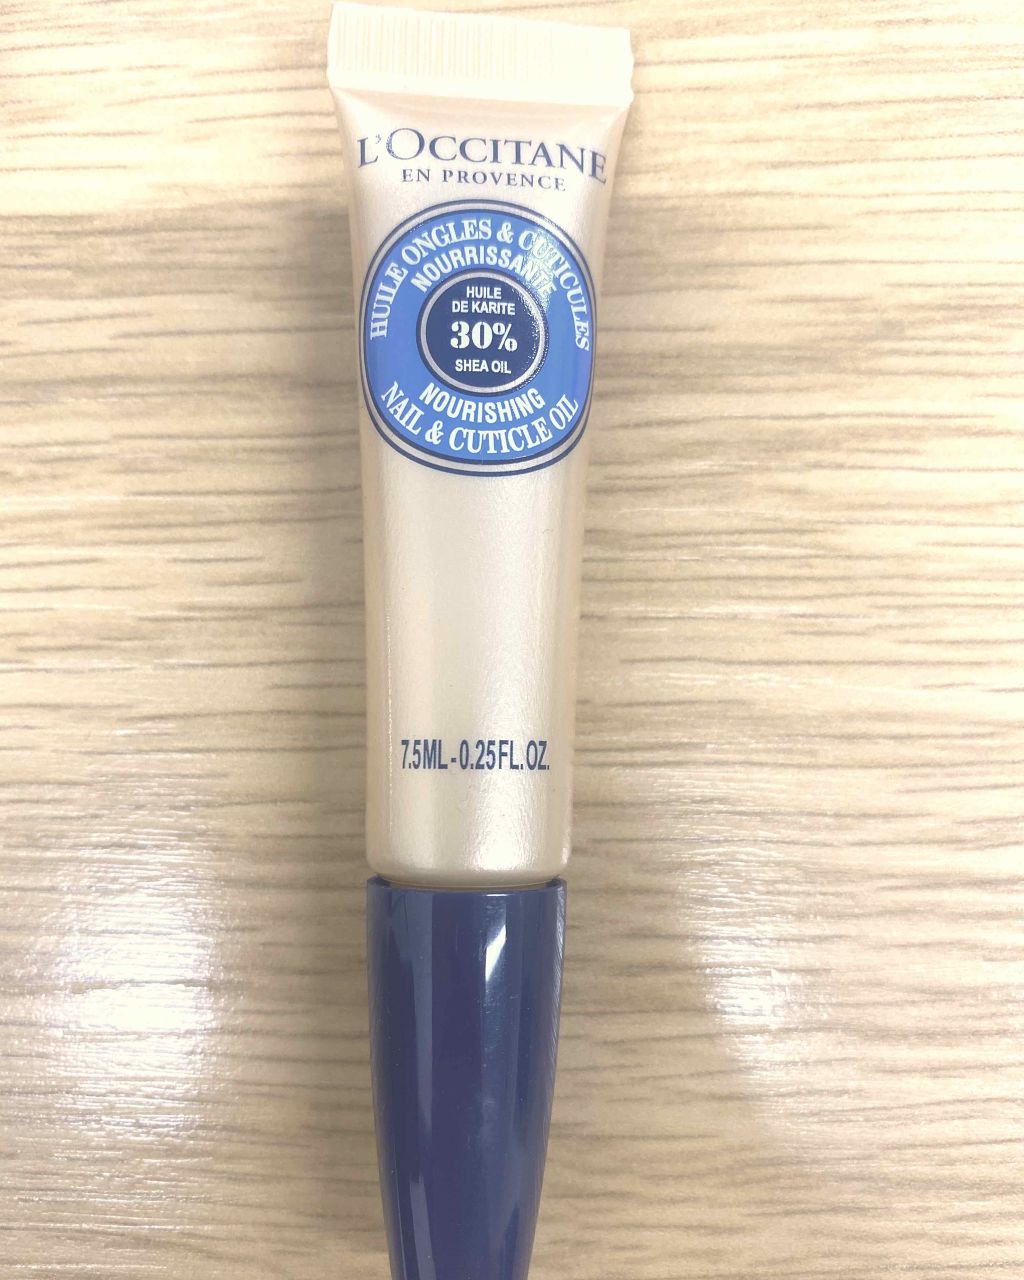 L'OCCITANE
EN PROVENCE
HUILE ONGLES & CUTICULES
NOURRISSANTE
HUILE
DE KARITE
30%
SHEA OIL
NOURISHING
NAIL & CUTICLE OIL
7.5ML-0.25FL.OZ.